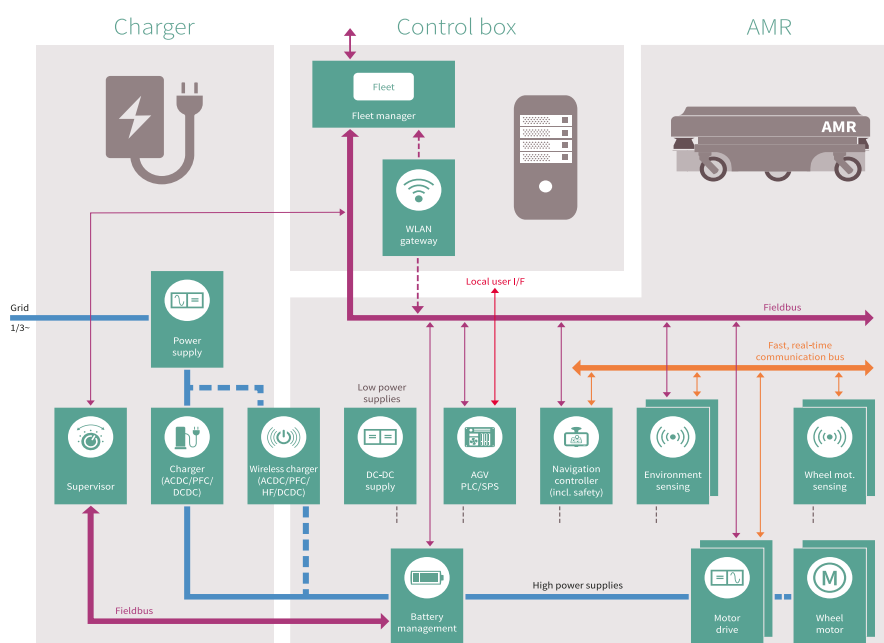 Charger
Control box
AMR
Fleet
Fleet manager
AMR
WLAN
gateway
Local user I/F
Grid
1/3~
Fieldbus
Power
supply
Fast, real-time
communication bus
Low power
supplies
Supervisor
Charger
(ACDC/PFC/
DCDC)
Wireless charger
(ACDC/PFC/
HF/DCDC)
DC-DC
supply
AGV
PLC/SPS
Navigation
controller
(incl. safety)
Environment
sensing
Wheel mot.
sensing
High power supplies
Fieldbus
Battery
management
Motor
drive
M
Wheel
motor